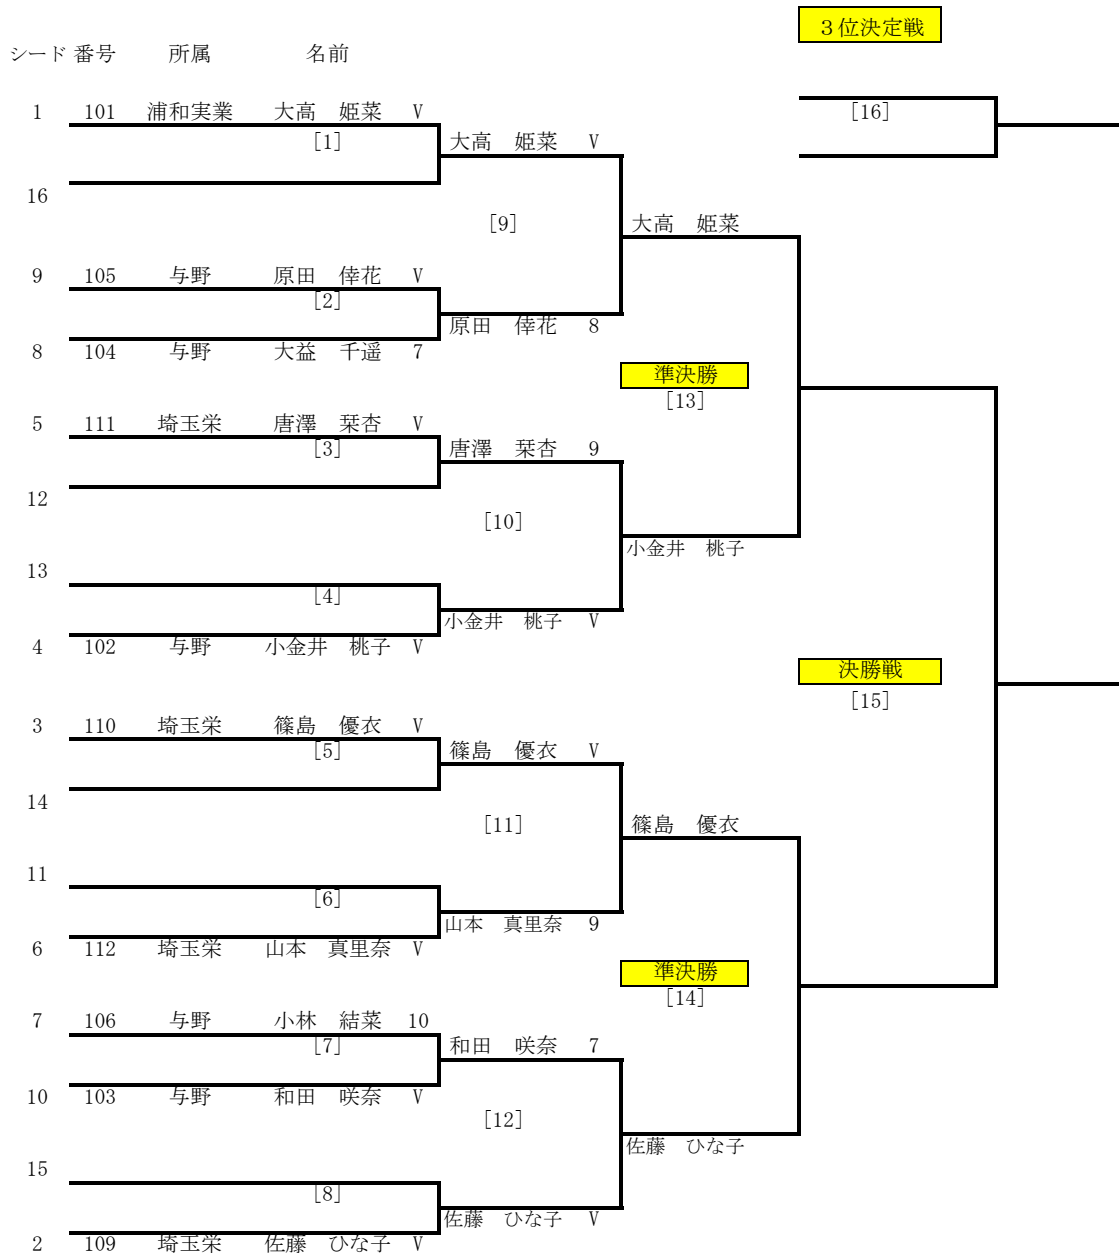 ３位決定戦
シード 番号 所属 名前
1 101 浦和実業 大高 姫菜 V [16]
[1] 大高 姫菜 V
16
[9] 大高 姫菜
9 105 与野 原田 倖花 V
[2]
原田 倖花 8
8 104 与野 大益 千遥 7
準決勝
[13]
5 111 埼玉栄 唐澤 栞杏 V
[3] 唐澤 栞杏 9
12
[10]
小金井 桃子
13
[4]
小金井 桃子 V
4 102 与野 小金井 桃子 V
決勝戦
[15]
3 110 埼玉栄 篠島 優衣 V
[5] 篠島 優衣 V
14
[11] 篠島 優衣
11
[6]
山本 真里奈 9
6 112 埼玉栄 山本 真里奈 V
準決勝
[14]
7 106 与野 小林 結菜 10
[7] 和田 咲奈 7
10 103 与野 和田 咲奈 V
[12]
佐藤 ひな子
15
[8]
佐藤 ひな子 V
2 109 埼玉栄 佐藤 ひな子 V